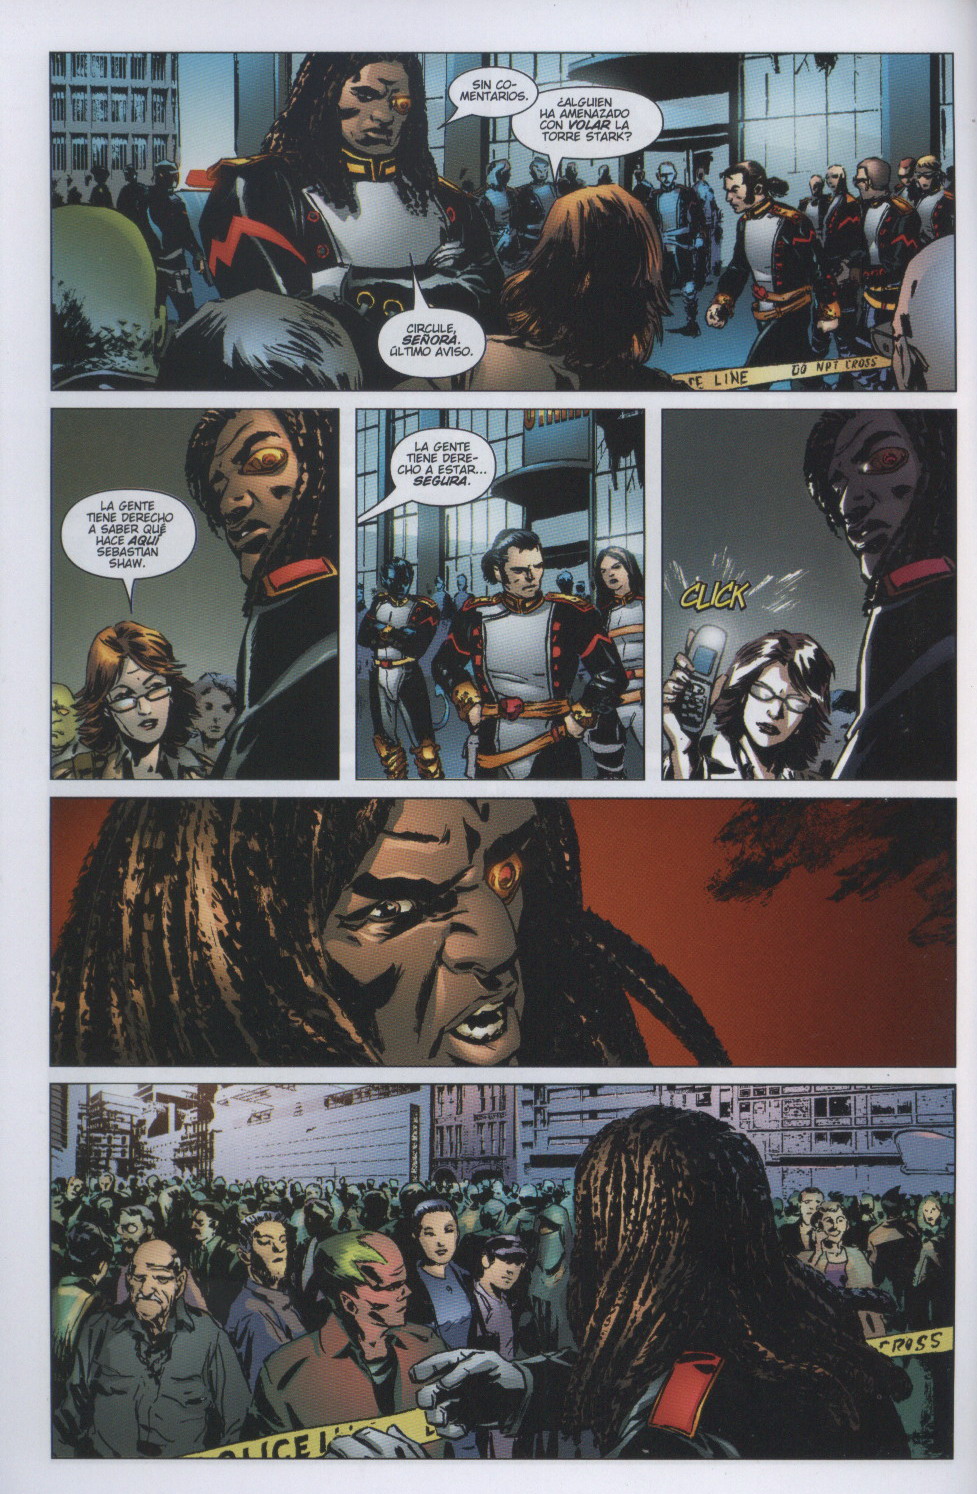 SIN CO-
MENTARIOS.
¿ALGUIEN
HA AMENAZADO
CON VOLAR LA
TORRE STARK?
CIRCULE,
SEÑORA.
ÚLTIMO AVISO.
LINE DO NOT CROSS
LA GENTE
TIENE DERECHO
A SABER QUÉ
HACE AQUÍ
SEBASTIAN
SHAW.
LA GENTE
TIENE DERE-
CHO A ESTAR...
SEGURA.
CLICK
CROSS
POLICE